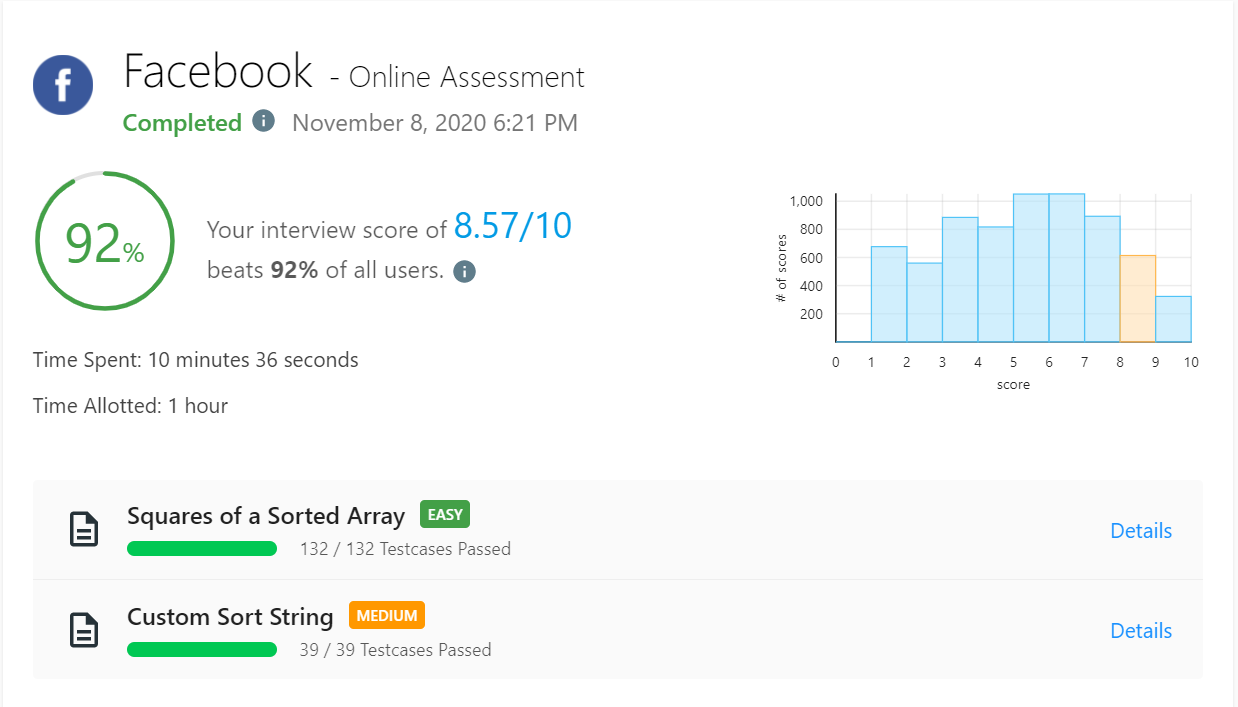 Facebook - Online Assessment
Completed November 8, 2020 6:21 PM
92%
Your interview score of 8.57/10
beats 92% of all users.
Time Spent: 10 minutes 36 seconds
Time Allotted: 1 hour
# of scores
1,000
800
600
400
200
0 1 2 3 4 5 6 7 8 9 10
score
Squares of a Sorted Array EASY
132 / 132 Testcases Passed
Details
Custom Sort String MEDIUM
39 / 39 Testcases Passed
Details